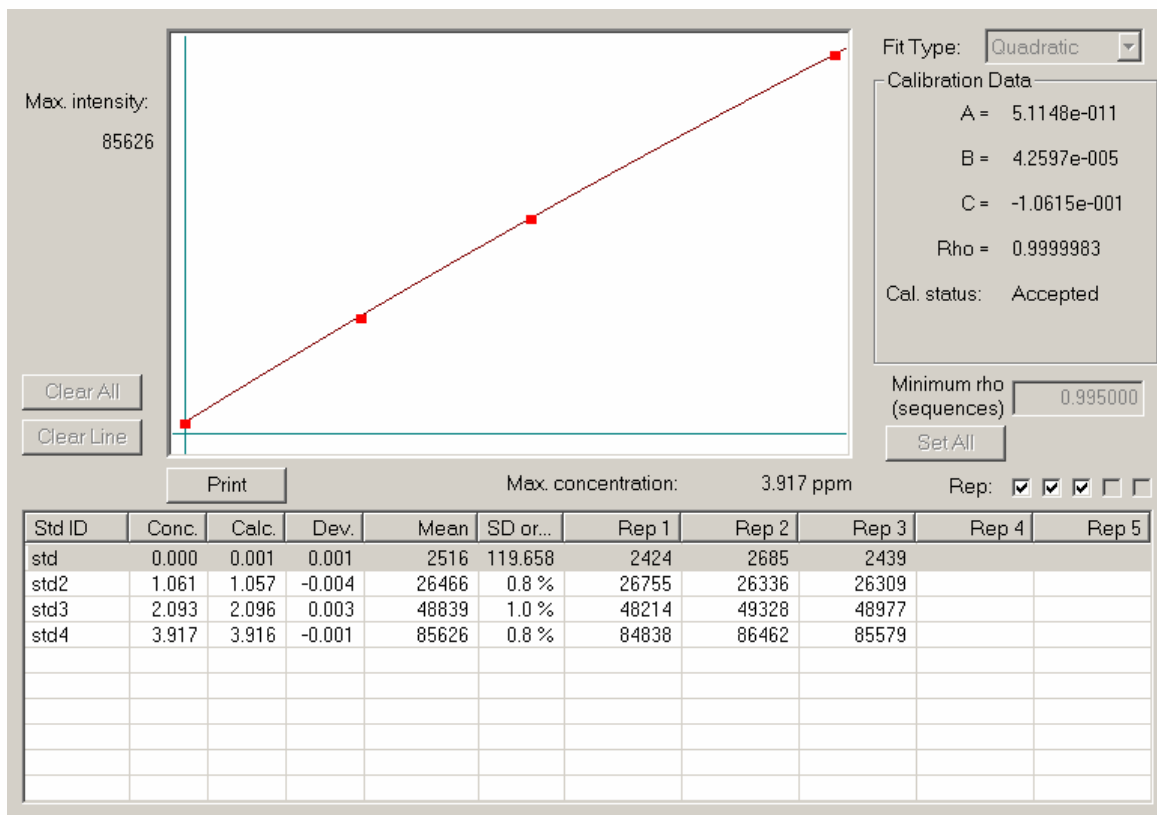 Fit Type: Quadratic
Calibration Data
Max. intensity:
85626
A = 5.1148e-011
B = 4.2597e-005
C = -1.0615e-001
Rho = 0.9999983
Cal. status: Accepted
Clear All
Clear Line
Minimum rho
(sequences) 0.995000
Set All
Print Max. concentration: 3.917 ppm Rep:
Std ID Conc. Calc. Dev. Mean SD or... Rep 1 Rep 2 Rep 3 Rep 4 Rep 5
std 0.000 0.001 0.001 2516 119.658 2424 2685 2439
std2 1.061 1.057 -0.004 26466 0.8 % 26755 26336 26309
std3 2.093 2.096 0.003 48839 1.0 % 48214 49328 48977
std4 3.917 3.916 -0.001 85626 0.8 % 84838 86462 85579